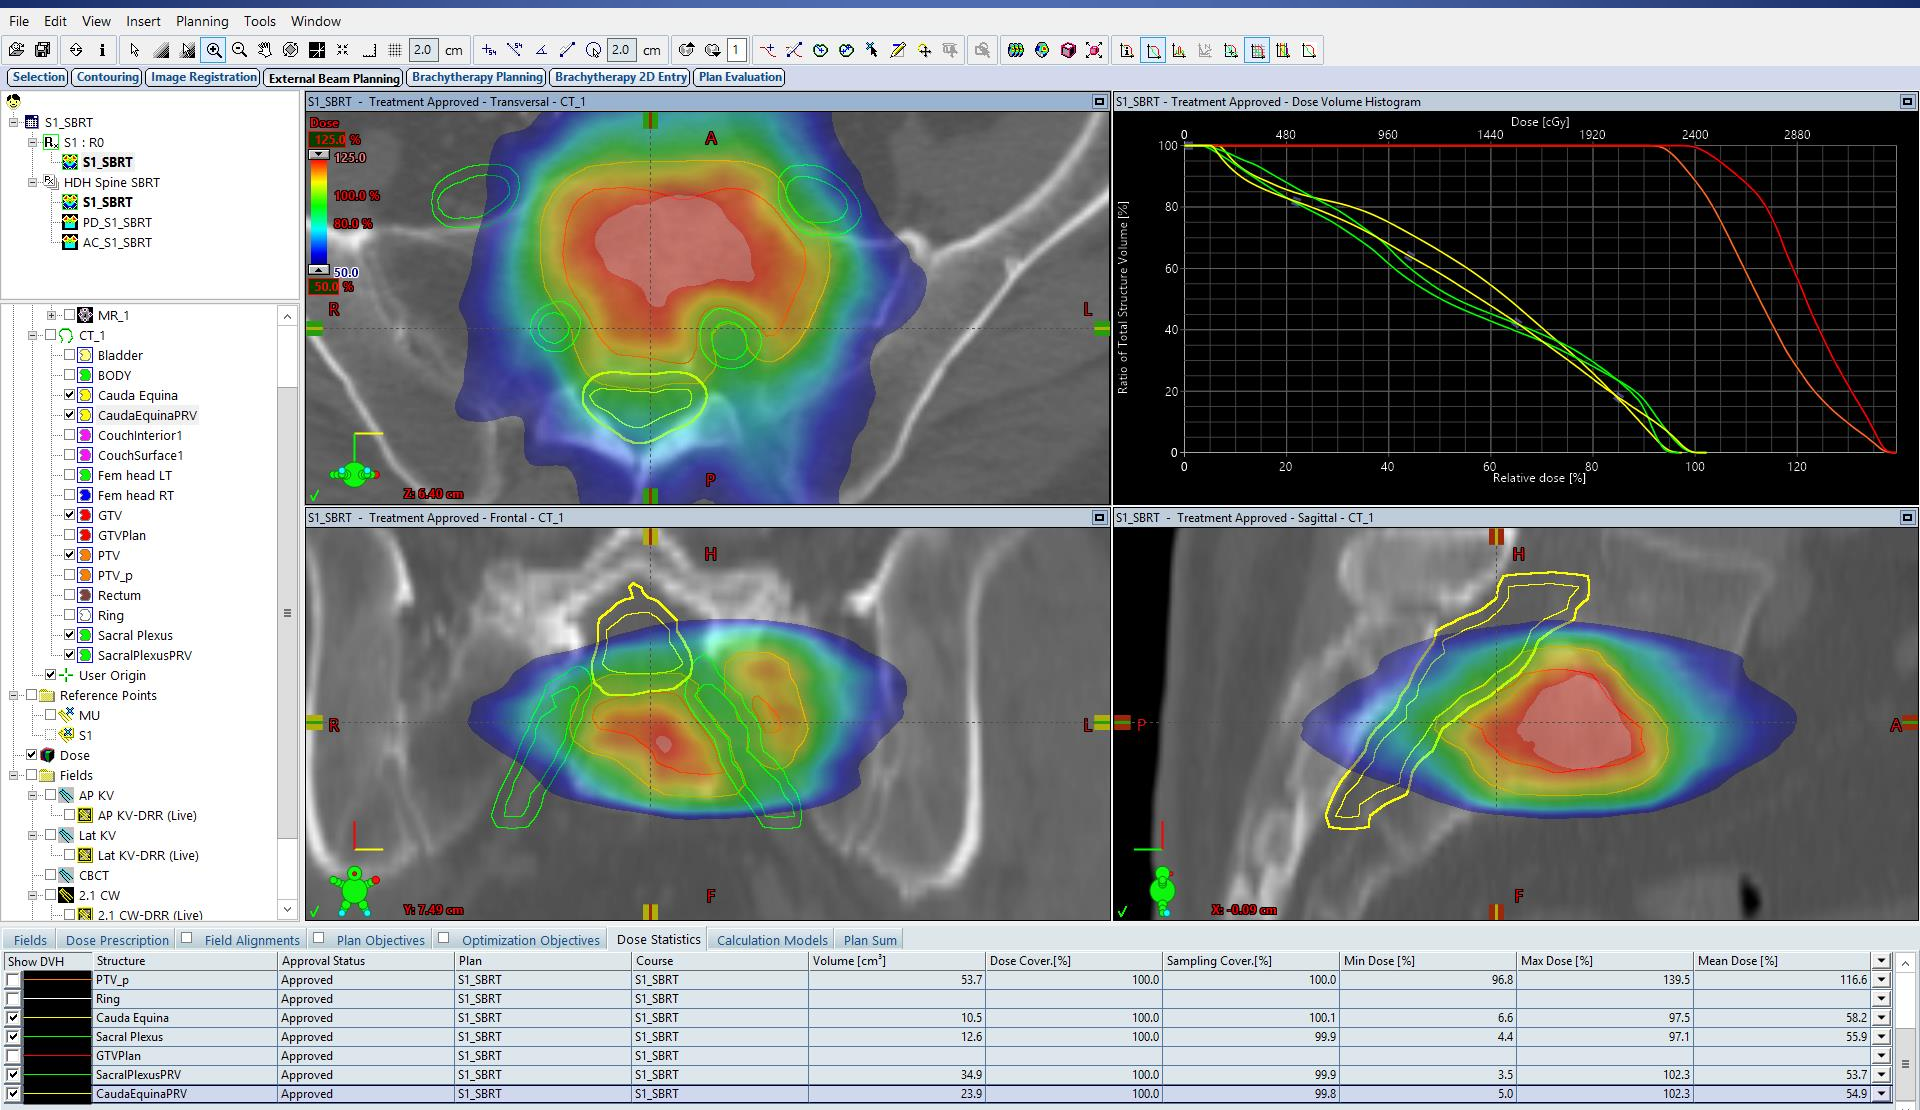 File Edit View Insert Planning Tools Window
2.0 cm 2.0 cm 1
Selection Contouring Image Registration External Beam Planning Brachytherapy Planning Brachytherapy 2D Entry Plan Evaluation
S1_SBRT
S1 : R0
S1_SBRT
HDH Spine SBRT
S1_SBRT
PD_S1_SBRT
AC_S1_SBRT
MR_1
CT_1
Bladder
BODY
Cauda Equina
CaudaEquinaPRV
CouchInterior1
CouchSurface1
Fem head LT
Fem head RT
GTV
GTVPlan
PTV
PTV_p
Rectum
Ring
Sacral Plexus
SacralPlexusPRV
User Origin
Reference Points
MU
S1
Dose
Fields
AP KV
AP KV-DRR (Live)
Lat KV
Lat KV-DRR (Live)
CBCT
2.1 CW
2.1 CW-DRR (Live)
S1_SBRT - Treatment Approved - Transversal - CT_1
Dose
125.0 %
125.0
100.0 %
80.0 %
50.0
50.0 %
A
R
L
P
Z: 6.40 cm
S1_SBRT - Treatment Approved - Dose Volume Histogram
Dose [cGy]
0 480 960 1440 1920 2400 2880
Ratio of Total Structure Volume [%]
100
80
60
40
20
0
0 20 40 60 80 100 120
Relative dose [%]
S1_SBRT - Treatment Approved - Frontal - CT_1
H
R
L
F
Y: 7.49 cm
S1_SBRT - Treatment Approved - Sagittal - CT_1
H
P
A
F
X: -0.09 cm
Fields Dose Prescription Field Alignments Plan Objectives Optimization Objectives Dose Statistics Calculation Models Plan Sum
Show DVH Structure Approval Status Plan Course Volume [cm³] Dose Cover.[%] Sampling Cover.[%] Min Dose [%] Max Dose [%] Mean Dose [%]
PTV_p Approved S1_SBRT S1_SBRT 53.7 100.0 100.0 96.8 139.5 116.6
Ring Approved S1_SBRT S1_SBRT
Cauda Equina Approved S1_SBRT S1_SBRT 10.5 100.0 100.1 6.6 97.5 58.2
Sacral Plexus Approved S1_SBRT S1_SBRT 12.6 100.0 99.9 4.4 97.1 55.9
GTVPlan Approved S1_SBRT S1_SBRT
SacralPlexusPRV Approved S1_SBRT S1_SBRT 34.9 100.0 99.9 3.5 102.3 53.7
CaudaEquinaPRV Approved S1_SBRT S1_SBRT 23.9 100.0 99.8 5.0 102.3 54.9